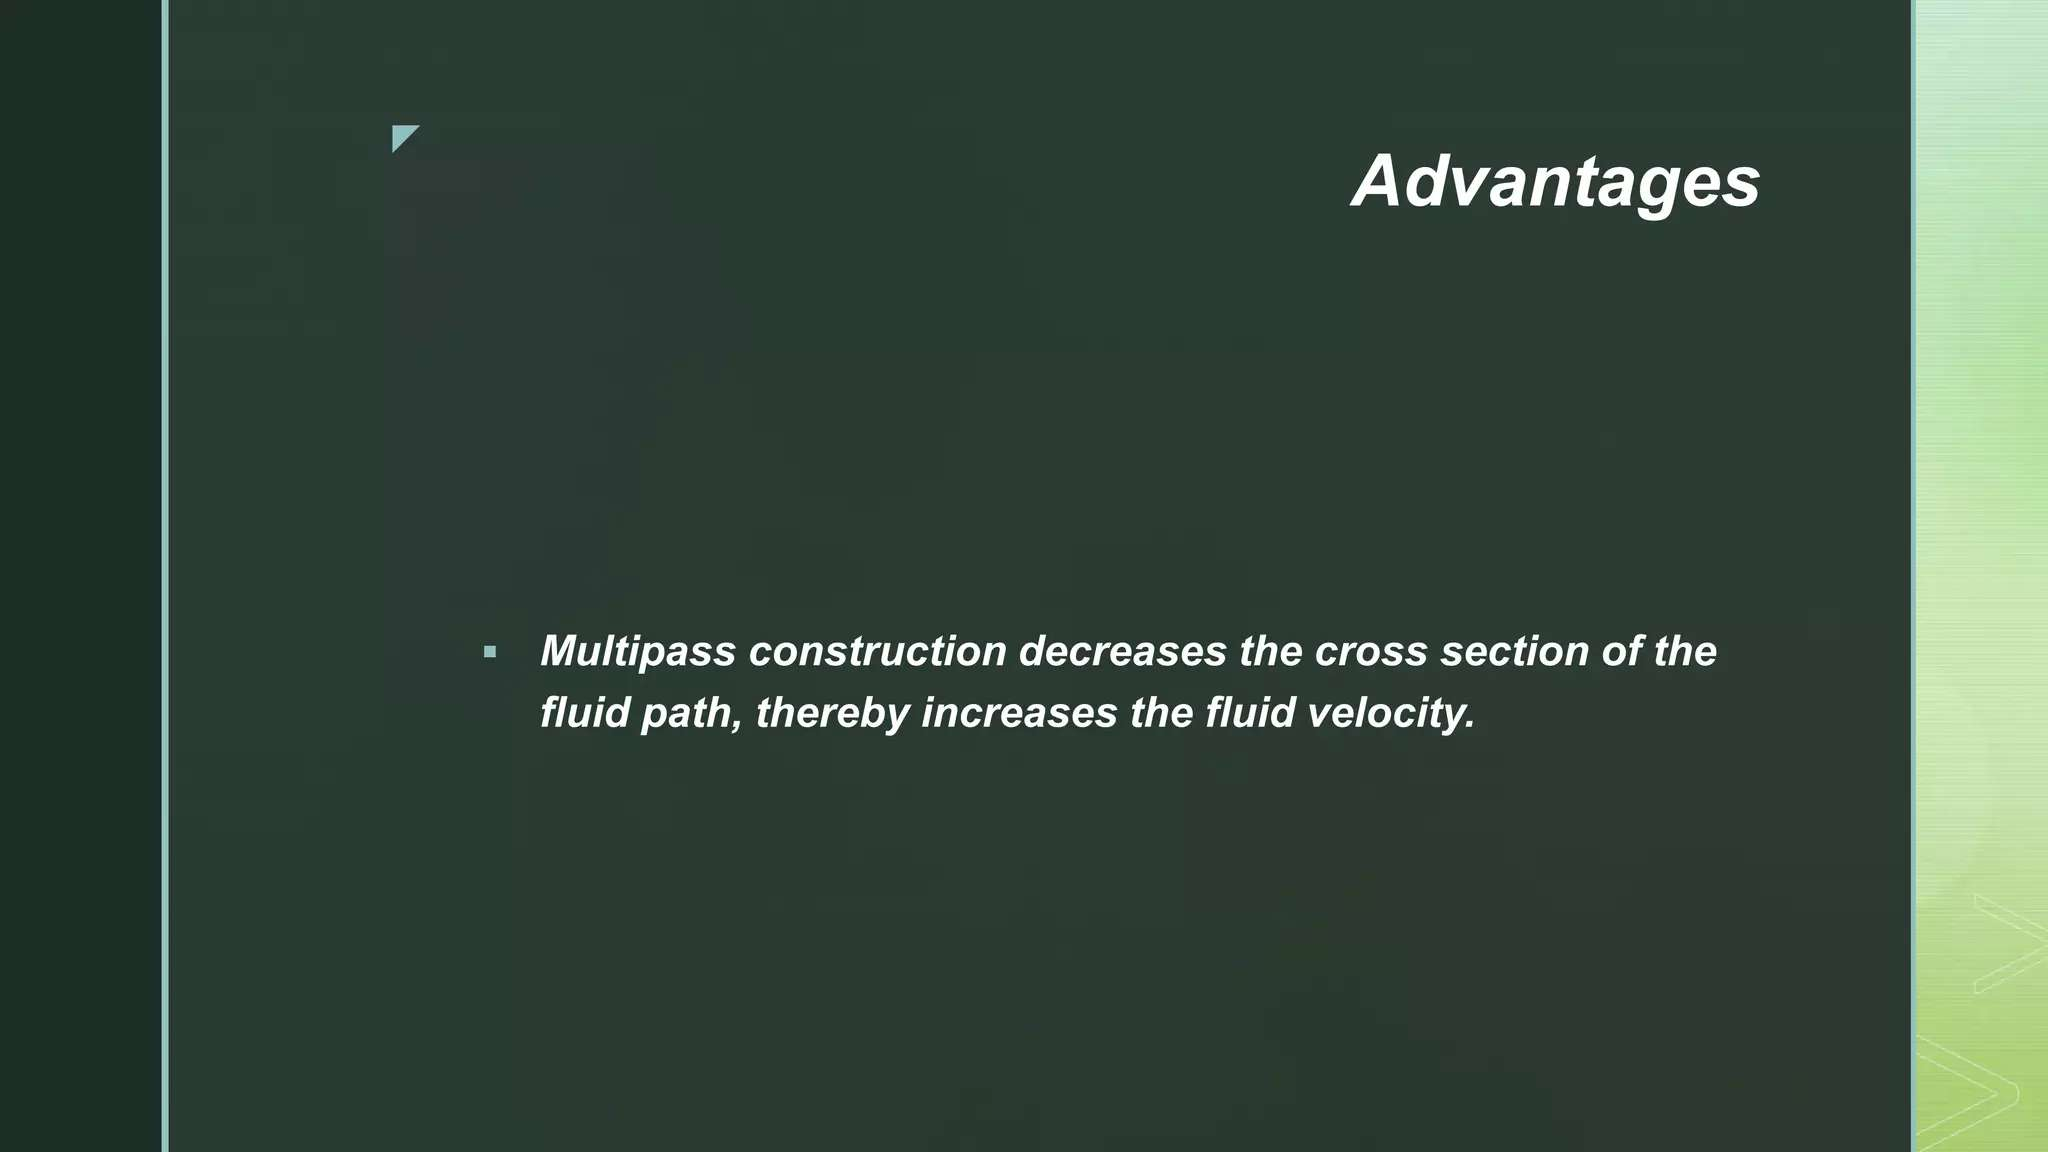 Advantages
▪ Multipass construction decreases the cross section of the
fluid path, thereby increases the fluid velocity.